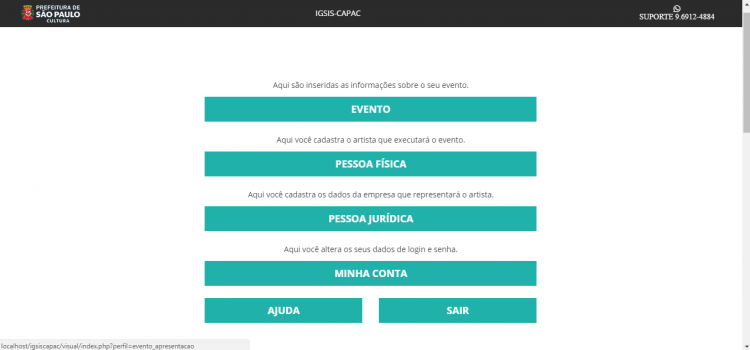 PREFEITURA DE
SÃO PAULO
CULTURA
IGSIS-CAPAC
SUPORTE 9.6912-4884
Aqui são inseridas as informações sobre o seu evento.
EVENTO
Aqui você cadastra o artista que executará o evento.
PESSOA FÍSICA
Aqui você cadastra os dados da empresa que representará o artista.
PESSOA JURÍDICA
Aqui você altera os seus dados de login e senha.
MINHA CONTA
AJUDA
SAIR
localhost/igsiscapac/visual/index.php?perfil=evento_apresentacao